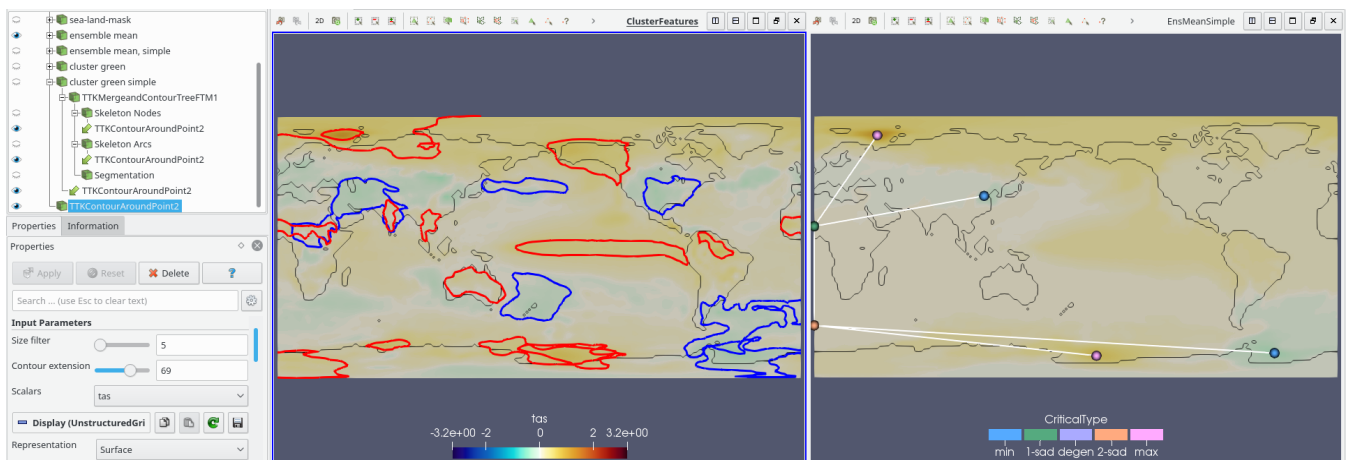 sea-land-mask
ensemble mean
ensemble mean, simple
cluster green
cluster green simple
TTKMergeandContourTreeFTM1
Skeleton Nodes
TTKContourAroundPoint2
Skeleton Arcs
TTKContourAroundPoint2
Segmentation
TTKContourAroundPoint2
TTKContourAroundPoint2
Properties Information
Properties
Apply Reset Delete ?
Search ... (use Esc to clear text)
Input Parameters
Size filter 5
Contour extension 69
Scalars tas
Display (UnstructuredGri
Representation Surface
2D ClusterFeatures
tas
-3.2e+00 -2 0 2 3.2e+00
2D EnsMeanSimple
CriticalType
min 1-sad degen 2-sad max